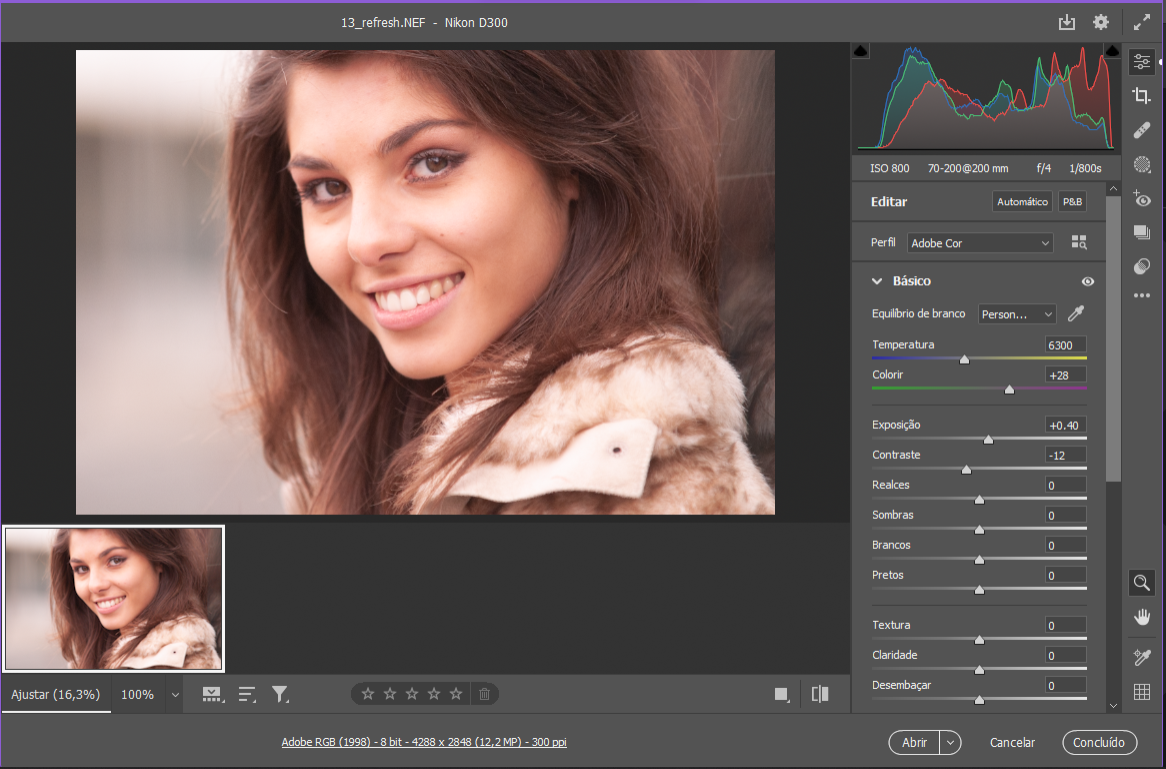 13_refresh.NEF - Nikon D300
ISO 800 70-200@200 mm f/4 1/800s
Editar Automático P&B
Perfil Adobe Cor
Básico
Equilíbrio de branco Person...
Temperatura 6300
Colorir +28
Exposição +0.40
Contraste -12
Realces 0
Sombras 0
Brancos 0
Pretos 0
Textura 0
Claridade 0
Desembaçar 0
Ajustar (16,3%) 100%
Adobe RGB (1998) - 8 bit - 4288 x 2848 (12,2 MP) - 300 ppi
Abrir Cancelar Concluído